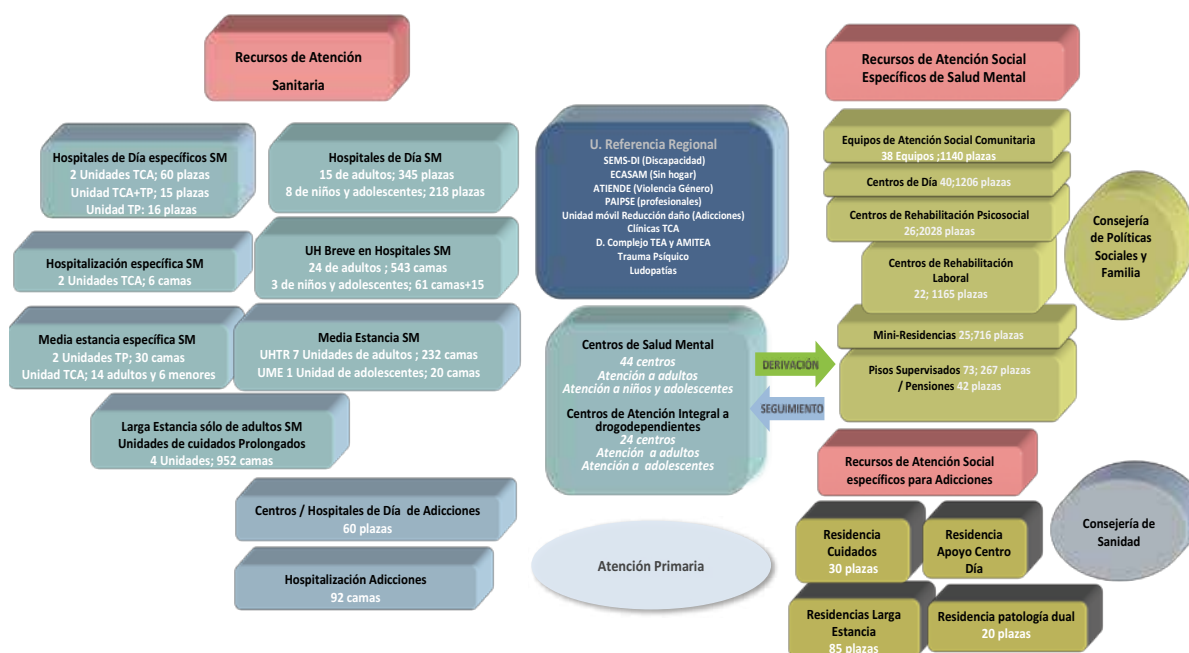 Recursos de Atención
Sanitaria
Hospitales de Día específicos SM
2 Unidades TCA; 60 plazas
Unidad TCA+TP; 15 plazas
Unidad TP: 16 plazas
Hospitales de Día SM
15 de adultos; 345 plazas
8 de niños y adolescentes; 218 plazas
Hospitalización específica SM
2 Unidades TCA; 6 camas
UH Breve en Hospitales SM
24 de adultos ; 543 camas
3 de niños y adolescentes; 61 camas+15
Media estancia específica SM
2 Unidades TP; 30 camas
Unidad TCA; 14 adultos y 6 menores
Media Estancia SM
UHTR 7 Unidades de adultos ; 232 camas
UME 1 Unidad de adolescentes; 20 camas
Larga Estancia sólo de adultos SM
Unidades de cuidados Prolongados
4 Unidades; 952 camas
Centros / Hospitales de Día de Adicciones
60 plazas
Hospitalización Adicciones
92 camas
U. Referencia Regional
SEMS-DI (Discapacidad)
ECASAM (Sin hogar)
ATIENDE (Violencia Género)
PAIPSE (profesionales)
Unidad móvil Reducción daño (Adicciones)
Clínicas TCA
D. Complejo TEA y AMITEA
Trauma Psíquico
Ludopatías
Centros de Salud Mental
44 centros
Atención a adultos
Atención a niños y adolescentes
Centros de Atención Integral a
drogodependientes
24 centros
Atención a adultos
Atención a adolescentes
Atención Primaria
DERIVACIÓN
SEGUIMIENTO
Recursos de Atención Social
Específicos de Salud Mental
Equipos de Atención Social Comunitaria
38 Equipos ;1140 plazas
Centros de Día 40;1206 plazas
Centros de Rehabilitación Psicosocial
26;2028 plazas
Centros de Rehabilitación
Laboral
22; 1165 plazas
Mini-Residencias 25;716 plazas
Pisos Supervisados 73; 267 plazas
/ Pensiones 42 plazas
Consejería
de Políticas
Sociales y
Familia
Recursos de Atención Social
específicos para Adicciones
Residencia
Cuidados
30 plazas
Residencia
Apoyo Centro
Día
Residencias Larga
Estancia
85 plazas
Residencia patología dual
20 plazas
Consejería de
Sanidad